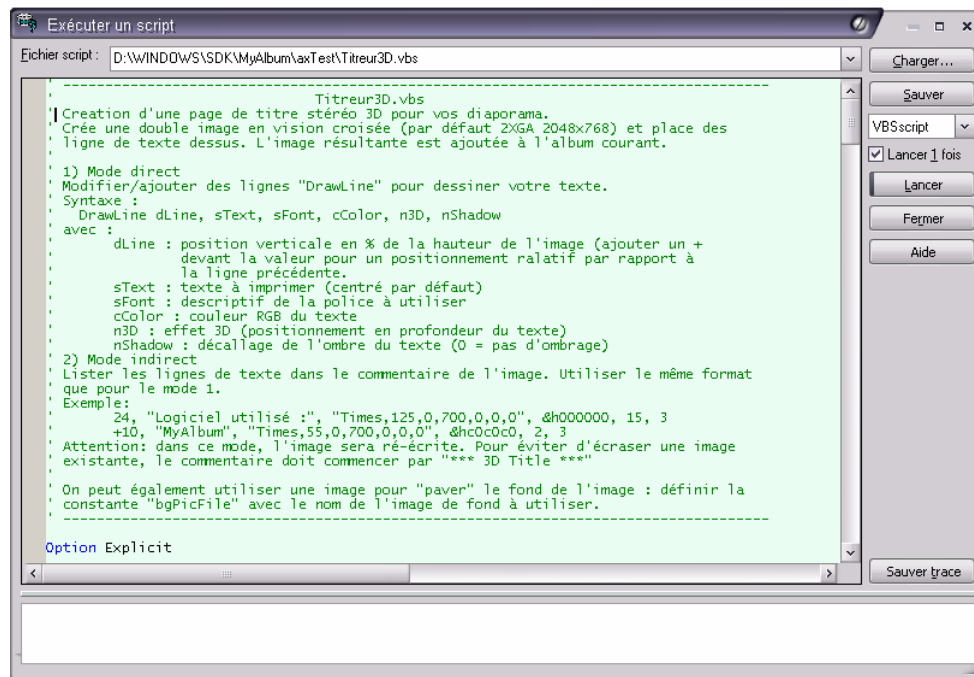 Exécuter un script
Fichier script : D:\WINDOWS\SDK\MyAlbum\axTest\Titreur3D.vbs
Charger...
Sauver
VBSscript
Lancer 1 fois
Lancer
Fermer
Aide
' -------------------------------------------------------------------------------------
' Titreur3D.vbs
' Creation d'une page de titre stéréo 3D pour vos diaporama.
' Crée une double image en vision croisée (par défaut 2XGA 2048x768) et place des
' ligne de texte dessus. L'image résultante est ajoutée à l'album courant.
'
' 1) Mode direct
' Modifier/ajouter des lignes "DrawLine" pour dessiner votre texte.
' Syntaxe :
'   DrawLine dLine, sText, sFont, cColor, n3D, nShadow
' avec :
'       dLine : position verticale en % de la hauteur de l'image (ajouter un +
'               devant la valeur pour un positionnement ralatif par rapport à
'               la ligne précédente.
'       sText : texte à imprimer (centré par défaut)
'       sFont : descriptif de la police à utiliser
'       cColor : couleur RGB du texte
'       n3D : effet 3D (positionnement en profondeur du texte)
'       nShadow : décallage de l'ombre du texte (0 = pas d'ombrage)
' 2) Mode indirect
' Lister les lignes de texte dans le commentaire de l'image. Utiliser le même format
' que pour le mode 1.
' Exemple:
'       24, "Logiciel utilisé :", "Times,125,0,700,0,0,0", &h000000, 15, 3
'       +10, "MyAlbum", "Times,55,0,700,0,0,0", &hc0c0c0, 2, 3
' Attention: dans ce mode, l'image sera ré-écrite. Pour éviter d'écraser une image
' existante, le commentaire doit commencer par "*** 3D Title ***"
'
' On peut également utiliser une image pour "paver" le fond de l'image : définir la
' constante "bgPicFile" avec le nom de l'image de fond à utiliser.
' -------------------------------------------------------------------------------------
Option Explicit
Sauver trace